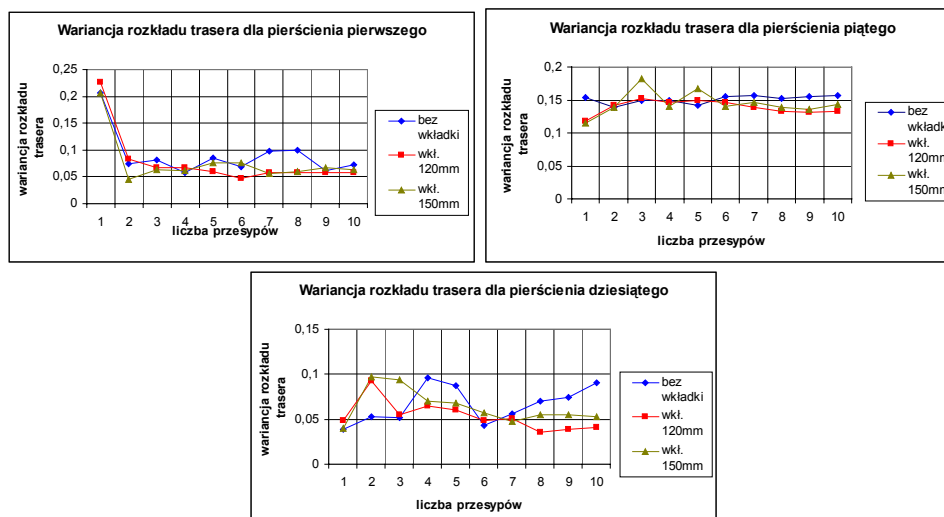 Wariancja rozkładu trasera dla pierścienia pierwszego
wariancja rozkładu
trasera
0,25
0,2
0,15
0,1
0,05
0
1 2 3 4 5 6 7 8 9 10
liczba przesypów
bez
wkładki
wkł.
120mm
wkł.
150mm
Wariancja rozkładu trasera dla pierścienia piątego
wariancja rozkładu
trasera
0,2
0,15
0,1
0,05
0
1 2 3 4 5 6 7 8 9 10
liczba przesypów
bez
wkładki
wkł.
120mm
wkł.
150mm
Wariancja rozkładu trasera dla pierścienia dziesiątego
wariancja rozkładu
trasera
0,15
0,1
0,05
0
1 2 3 4 5 6 7 8 9 10
liczba przesypów
bez
wkładki
wkł.
120mm
wkł.
150mm